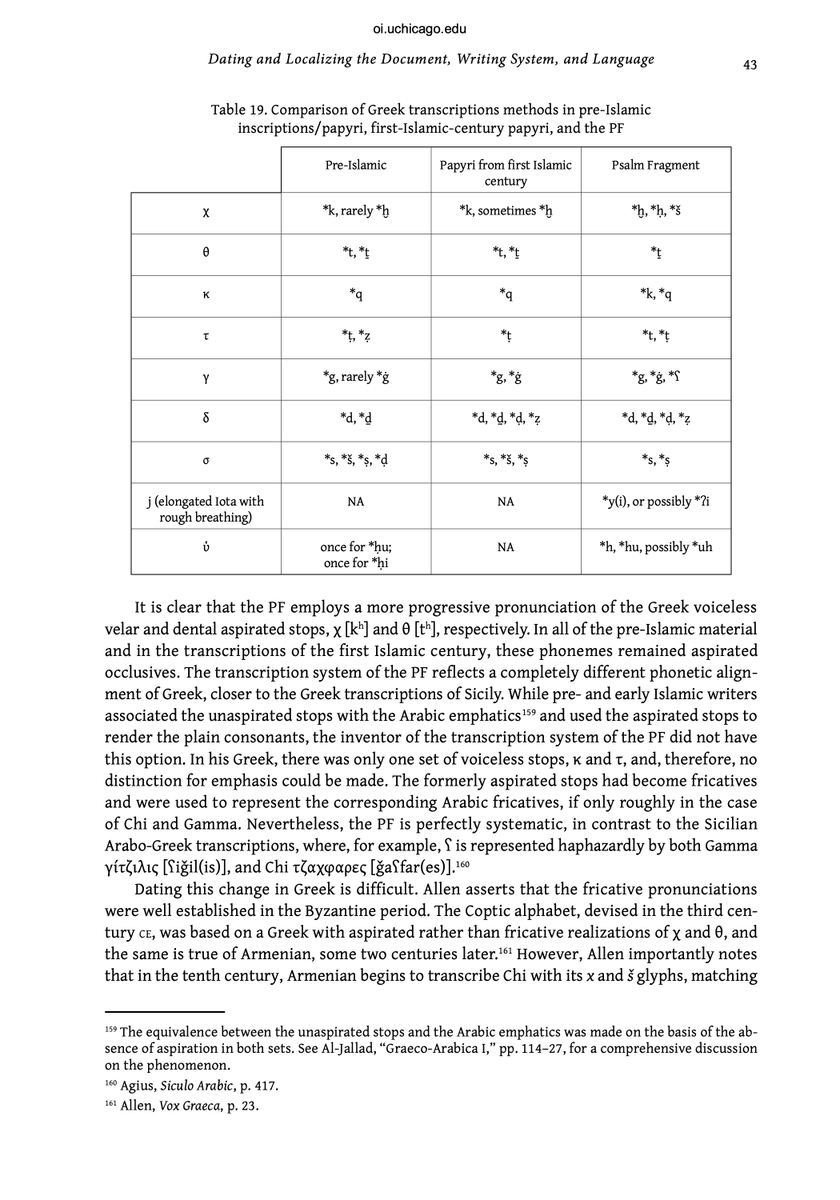 oi.uchicago.edu
Dating and Localizing the Document, Writing System, and Language 43
Table 19. Comparison of Greek transcriptions methods in pre-Islamic
inscriptions/papyri, first-Islamic-century papyri, and the PF
Pre-Islamic Papyri from first Islamic century Psalm Fragment
χ *k, rarely *ḫ *k, sometimes *ḫ *ḫ, *ḥ, *š
θ *t, *ṯ *t, *ṯ *ṯ
κ *q *q *k, *q
τ *ṭ, *ẓ *ṭ *t, *ṭ
γ *g, rarely *ġ *g, *ġ *g, *ġ, *ʕ
δ *d, *ḏ *d, *ḏ, *ḍ, *ẓ *d, *ḏ, *ḍ, *ẓ
σ *s, *š, *ṣ, *ḍ *s, *š, *ṣ *s, *ṣ
j (elongated Iota with rough breathing) NA NA *y(i), or possibly *ʔi
ὑ once for *ḥu; once for *ḥi NA *h, *hu, possibly *uh
It is clear that the PF employs a more progressive pronunciation of the Greek voiceless
velar and dental aspirated stops, χ [kʰ] and θ [tʰ], respectively. In all of the pre-Islamic material
and in the transcriptions of the first Islamic century, these phonemes remained aspirated
occlusives. The transcription system of the PF reflects a completely different phonetic align-
ment of Greek, closer to the Greek transcriptions of Sicily. While pre- and early Islamic writers
associated the unaspirated stops with the Arabic emphatics¹⁵⁹ and used the aspirated stops to
render the plain consonants, the inventor of the transcription system of the PF did not have
this option. In his Greek, there was only one set of voiceless stops, κ and τ, and, therefore, no
distinction for emphasis could be made. The formerly aspirated stops had become fricatives
and were used to represent the corresponding Arabic fricatives, if only roughly in the case
of Chi and Gamma. Nevertheless, the PF is perfectly systematic, in contrast to the Sicilian
Arabo-Greek transcriptions, where, for example, ʕ is represented haphazardly by both Gamma
γίτζιλις [ʕiğil(is)], and Chi τζαχφαρες [ğaʕfar(es)].¹⁶⁰
Dating this change in Greek is difficult. Allen asserts that the fricative pronunciations
were well established in the Byzantine period. The Coptic alphabet, devised in the third cen-
tury CE, was based on a Greek with aspirated rather than fricative realizations of χ and θ, and
the same is true of Armenian, some two centuries later.¹⁶¹ However, Allen importantly notes
that in the tenth century, Armenian begins to transcribe Chi with its x and š glyphs, matching
¹⁵⁹ The equivalence between the unaspirated stops and the Arabic emphatics was made on the basis of the ab-
sence of aspiration in both sets. See Al-Jallad, “Graeco-Arabica I,” pp. 114–27, for a comprehensive discussion
on the phenomenon.
¹⁶⁰ Agius, Siculo Arabic, p. 417.
¹⁶¹ Allen, Vox Graeca, p. 23.